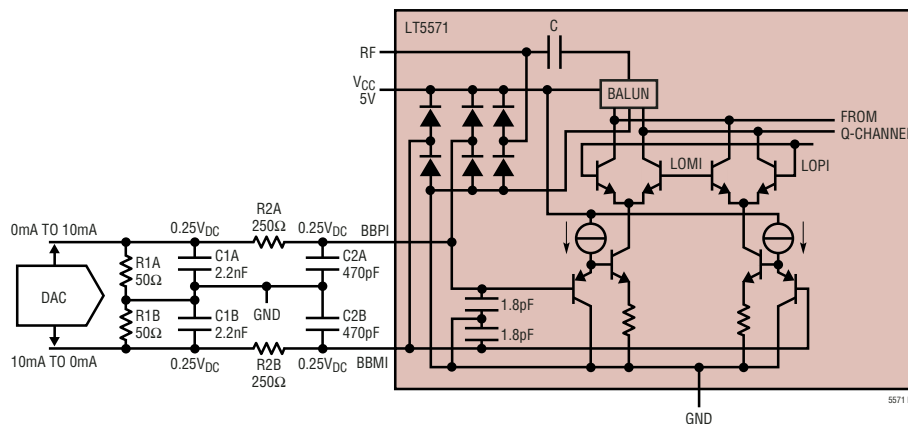 LT5571
C
RF
VCC
5V
BALUN
FROM
Q-CHANNEL
LOMI
LOPI
0mA TO 10mA
0.25VDC
R2A
250Ω
0.25VDC
BBPI
R1A
50Ω
C1A
2.2nF
C2A
470pF
DAC
GND
1.8pF
R1B
50Ω
C1B
2.2nF
C2B
470pF
1.8pF
10mA TO 0mA
0.25VDC
R2B
250Ω
0.25VDC
BBMI
GND
5571